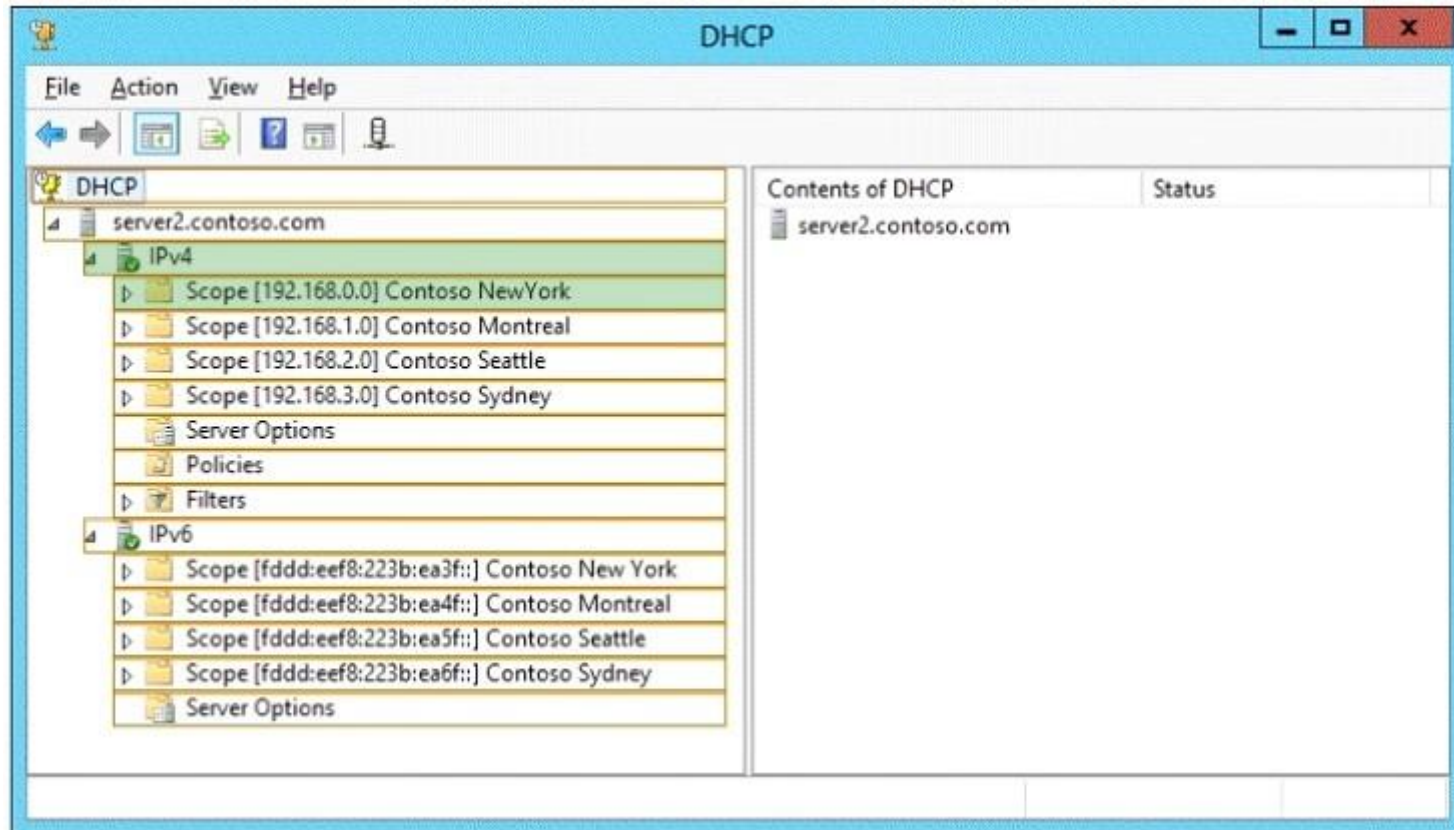 DHCP
File Action View Help
DHCP
server2.contoso.com
IPv4
Scope [192.168.0.0] Contoso NewYork
Scope [192.168.1.0] Contoso Montreal
Scope [192.168.2.0] Contoso Seattle
Scope [192.168.3.0] Contoso Sydney
Server Options
Policies
Filters
IPv6
Scope [fddd:eef8:223b:ea3f::] Contoso New York
Scope [fddd:eef8:223b:ea4f::] Contoso Montreal
Scope [fddd:eef8:223b:ea5f::] Contoso Seattle
Scope [fddd:eef8:223b:ea6f::] Contoso Sydney
Server Options
Contents of DHCP Status
server2.contoso.com